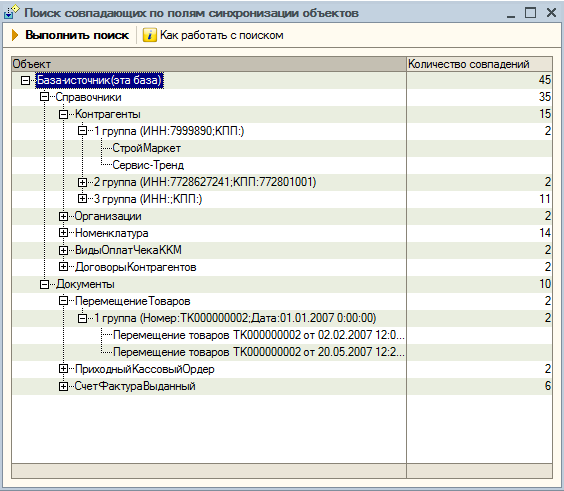 Поиск совпадающих по полям синхронизации объектов
Выполнить поиск Как работать с поиском
Объект Количество совпадений
База-источник(эта база) 45
Справочники 35
Контрагенты 15
1 группа (ИНН:7999890;КПП:) 2
СтройМаркет
Сервис-Тренд
2 группа (ИНН:7728627241;КПП:772801001) 2
3 группа (ИНН:;КПП:) 11
Организации 2
Номенклатура 14
ВидыОплатЧекаККМ 2
ДоговорыКонтрагентов 2
Документы 10
ПеремещениеТоваров 2
1 группа (Номер:ТК000000002;Дата:01.01.2007 0:00:00) 2
Перемещение товаров ТК000000002 от 02.02.2007 12:0...
Перемещение товаров ТК000000002 от 20.05.2007 12:2...
ПриходныйКассовыйОрдер 2
СчетФактураВыданный 6